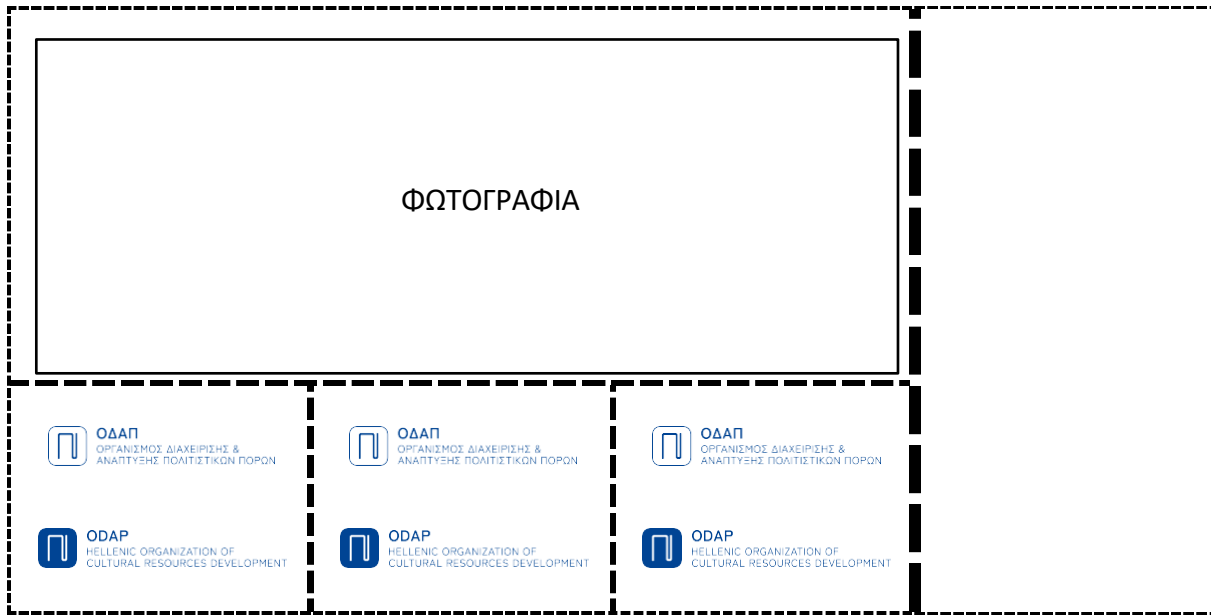 ΦΩΤΟΓΡΑΦΙΑ
ΟΔΑΠ
ΟΡΓΑΝΙΣΜΟΣ ΔΙΑΧΕΙΡΙΣΗΣ &
ΑΝΑΠΤΥΞΗΣ ΠΟΛΙΤΙΣΤΙΚΩΝ ΠΟΡΩΝ
ODAP
HELLENIC ORGANIZATION OF
CULTURAL RESOURCES DEVELOPMENT
ΟΔΑΠ
ΟΡΓΑΝΙΣΜΟΣ ΔΙΑΧΕΙΡΙΣΗΣ &
ΑΝΑΠΤΥΞΗΣ ΠΟΛΙΤΙΣΤΙΚΩΝ ΠΟΡΩΝ
ODAP
HELLENIC ORGANIZATION OF
CULTURAL RESOURCES DEVELOPMENT
ΟΔΑΠ
ΟΡΓΑΝΙΣΜΟΣ ΔΙΑΧΕΙΡΙΣΗΣ &
ΑΝΑΠΤΥΞΗΣ ΠΟΛΙΤΙΣΤΙΚΩΝ ΠΟΡΩΝ
ODAP
HELLENIC ORGANIZATION OF
CULTURAL RESOURCES DEVELOPMENT